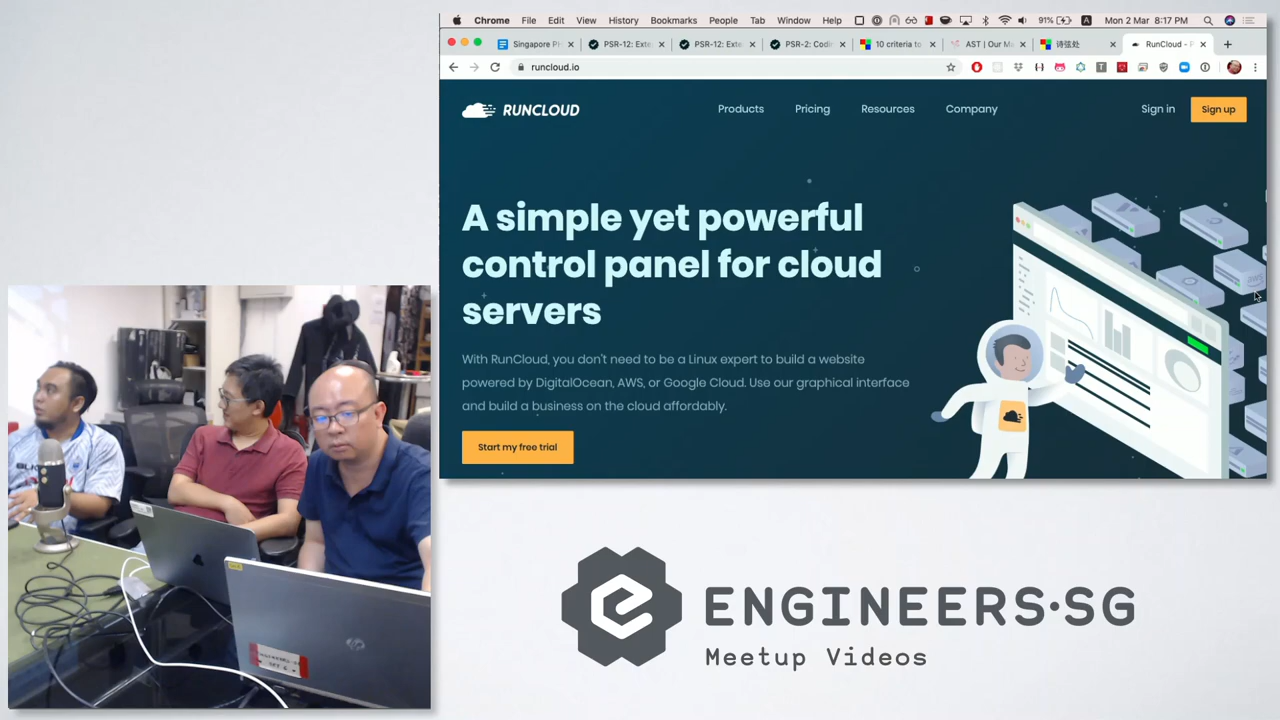 Chrome File Edit View History Bookmarks People Tab Window Help 91% Mon 2 Mar 8:17 PM
Singapore PH PSR-12: Exte PSR-12: Exte PSR-2: Codin 10 criteria to AST | Our Ma 诗弦处 RunCloud - P
runcloud.io
RUNCLOUD Products Pricing Resources Company Sign in Sign up
A simple yet powerful
control panel for cloud
servers
With RunCloud, you don't need to be a Linux expert to build a website
powered by DigitalOcean, AWS, or Google Cloud. Use our graphical interface
and build a business on the cloud affordably.
Start my free trial
ENGINEERS·SG
Meetup Videos